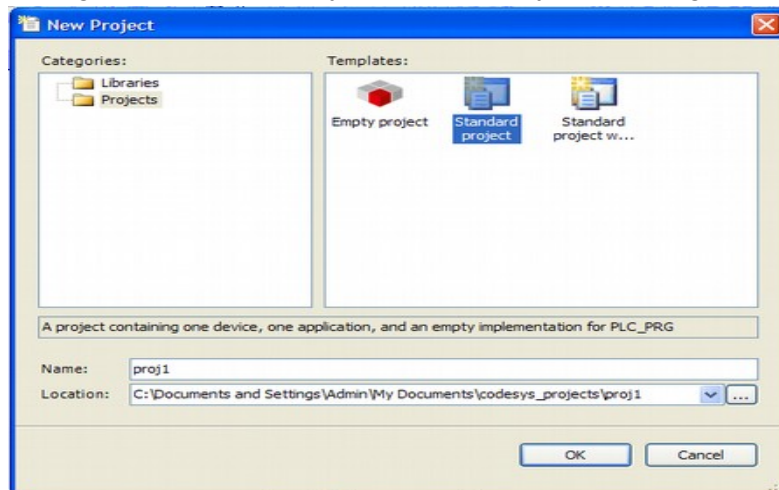 New Project
Categories:
Templates:
Libraries
Projects
Empty project
Standard
project
Standard
project w...
A project containing one device, one application, and an empty implementation for PLC_PRG
Name:
proj1
Location:
C:\Documents and Settings\Admin\My Documents\codesys_projects\proj1
...
OK
Cancel